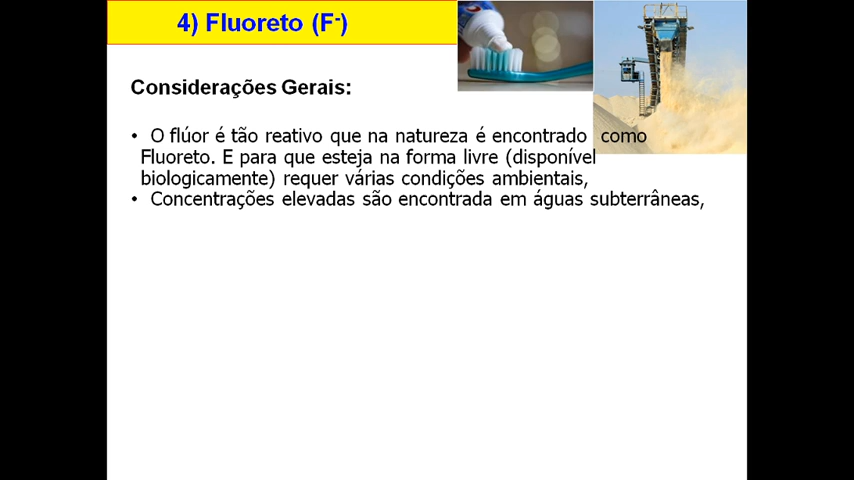 4) Fluoreto (F-)
Considerações Gerais:
• O flúor é tão reativo que na natureza é encontrado como
Fluoreto. E para que esteja na forma livre (disponível
biologicamente) requer várias condições ambientais,
• Concentrações elevadas são encontrada em águas subterrâneas,